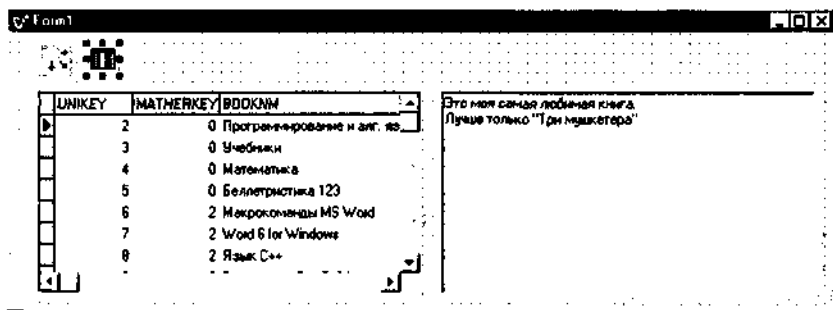 Form1
UNIKEY MATHERKEY BOOKNM
2 0 Программирование и алг. яз
3 0 Учебники
4 0 Математика
5 0 Беллетристика 123
6 2 Макрокоманды MS Word
7 2 Word 6 for Windows
8 2 Язык C++
Это моя самая любимая книга.
Лучше только "Три мушкетера"